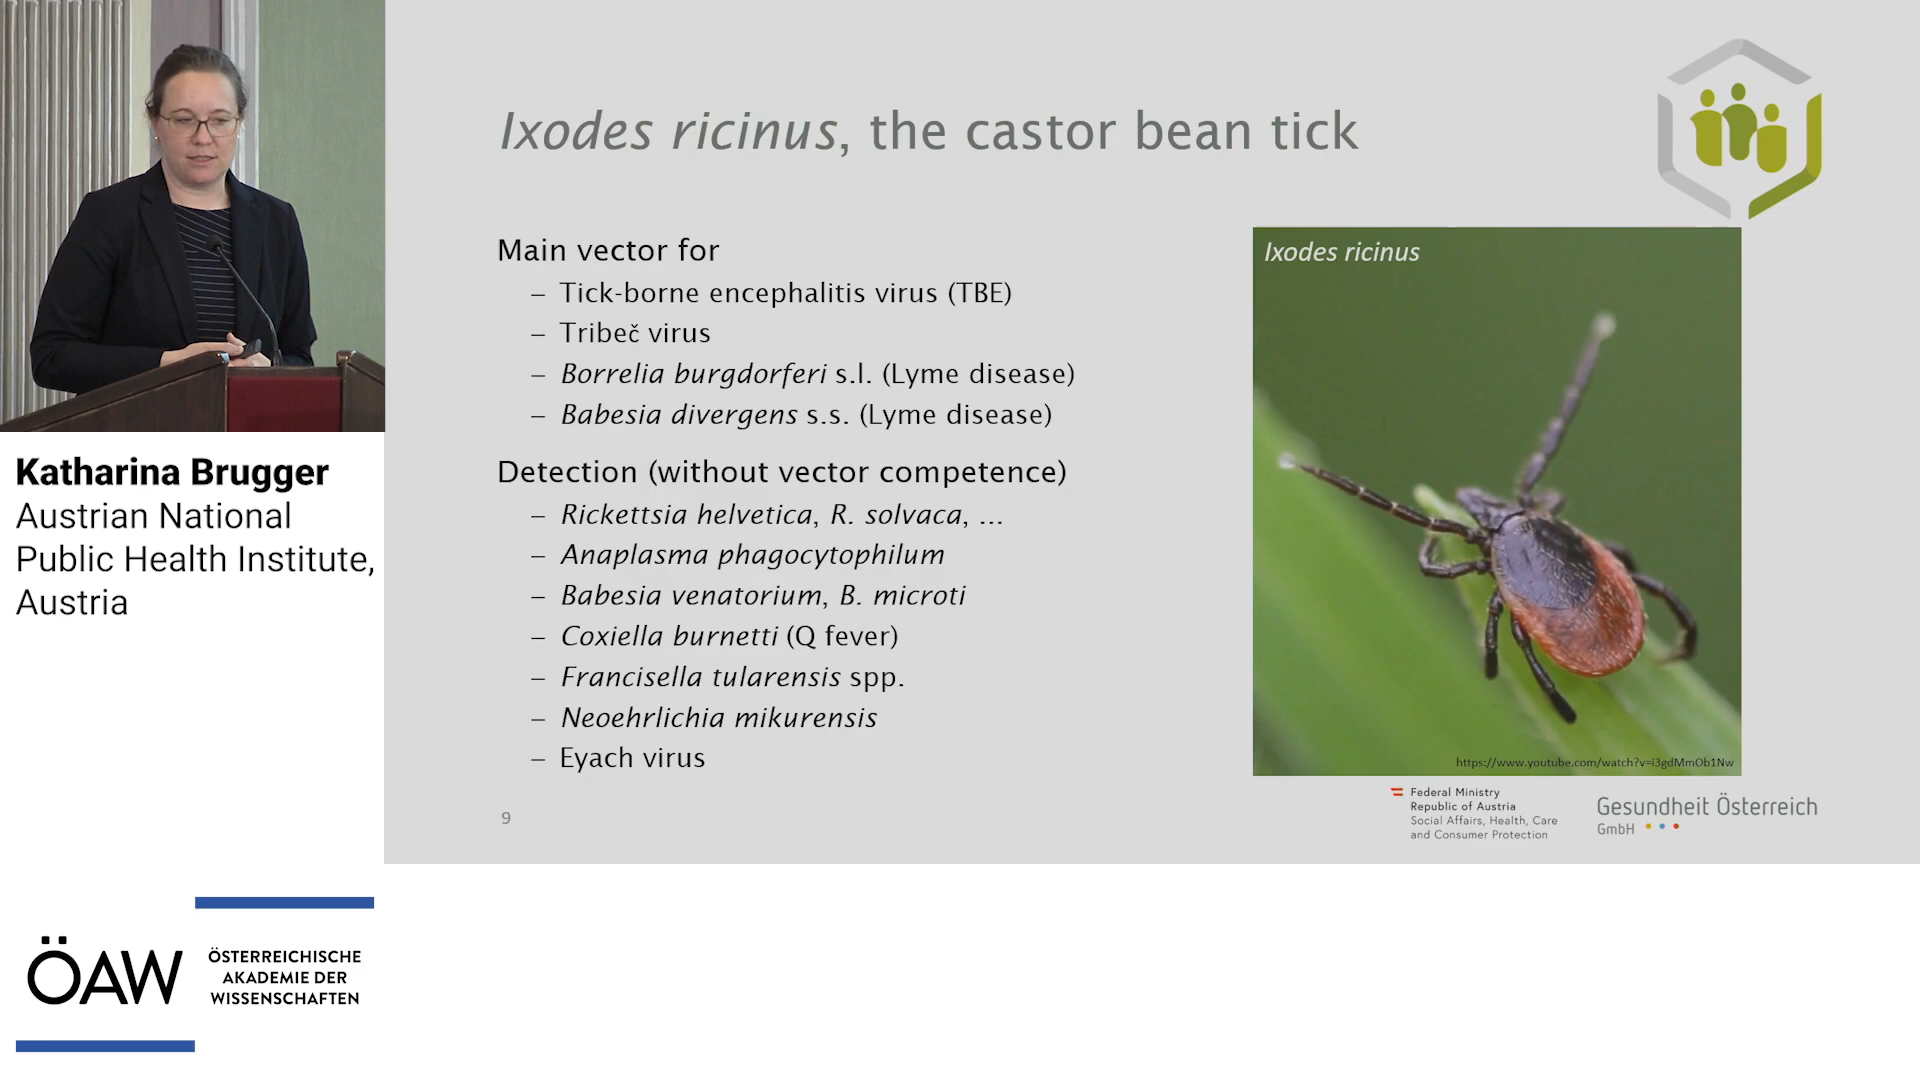 Ixodes ricinus, the castor bean tick
Main vector for
– Tick-borne encephalitis virus (TBE)
– Tribeč virus
– Borrelia burgdorferi s.l. (Lyme disease)
– Babesia divergens s.s. (Lyme disease)
Detection (without vector competence)
– Rickettsia helvetica, R. solvaca, ...
– Anaplasma phagocytophilum
– Babesia venatorium, B. microti
– Coxiella burnetti (Q fever)
– Francisella tularensis spp.
– Neoehrlichia mikurensis
– Eyach virus
9
Ixodes ricinus
https://www.youtube.com/watch?v=i3gdMmOb1Nw
Federal Ministry
Republic of Austria
Social Affairs, Health, Care
and Consumer Protection
Gesundheit Österreich
GmbH
Katharina Brugger
Austrian National
Public Health Institute,
Austria
ÖAW
ÖSTERREICHISCHE
AKADEMIE DER
WISSENSCHAFTEN